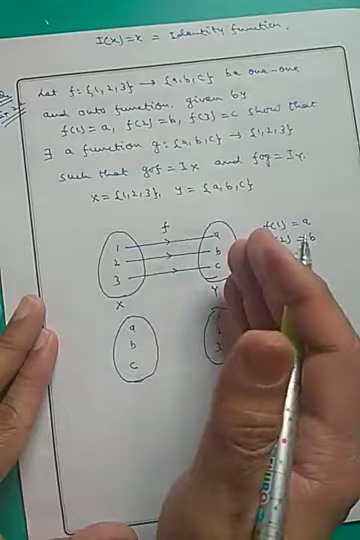 I(x) = x = Identity function.
Let f: {1,2,3} → {a,b,c} be one-one
and onto function. given by
f(1) = a, f(2) = b, f(3) = c show that
∃ a function g: {a,b,c} → {1,2,3}
such that gof = Ix and fog = Iy.
x = {1,2,3}, y = {a,b,c}
f
f(1) = a
1
a
2
b
3
c
X
Y
a
b
c
3